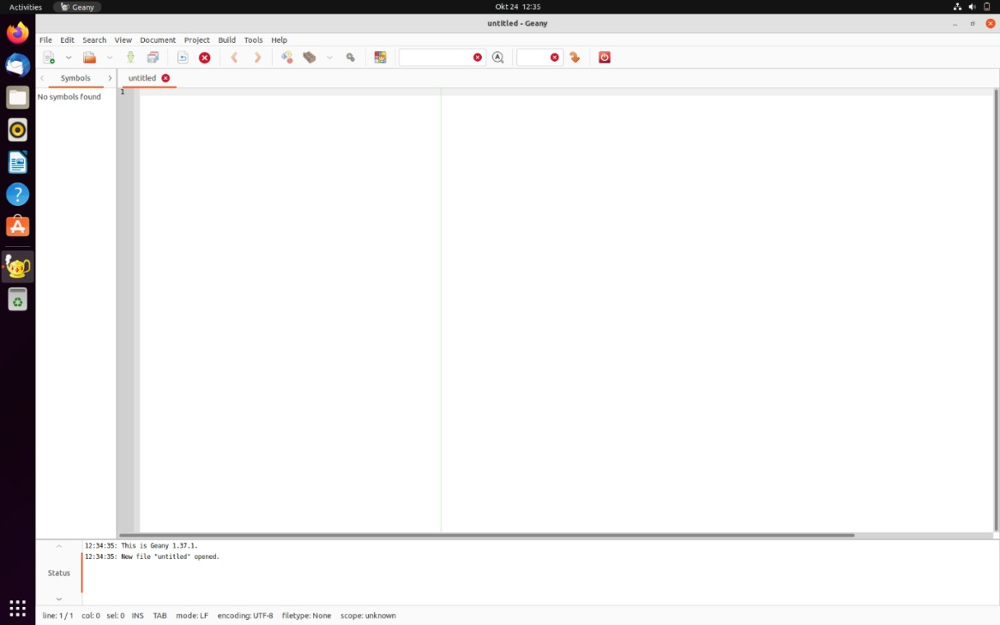 Activities Geany Okt 24 12:35
untitled - Geany
File Edit Search View Document Project Build Tools Help
Symbols untitled
No symbols found
1
12:34:35: This is Geany 1.37.1.
12:34:35: New file "untitled" opened.
Status
line: 1 / 1 col: 0 sel: 0 INS TAB mode: LF encoding: UTF-8 filetype: None scope: unknown